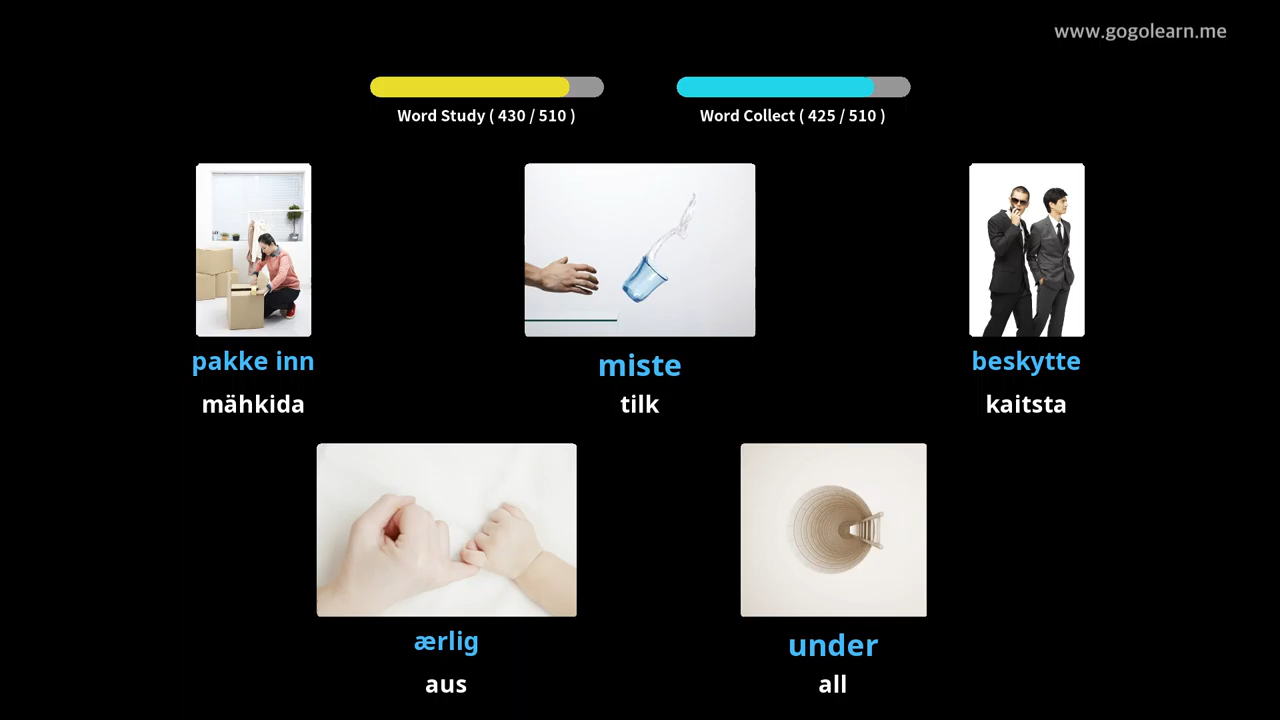 www.gogolearn.me
Word Study ( 430 / 510 )
Word Collect ( 425 / 510 )
pakke inn
mähkida
miste
tilk
beskytte
kaitsta
ærlig
aus
under
all